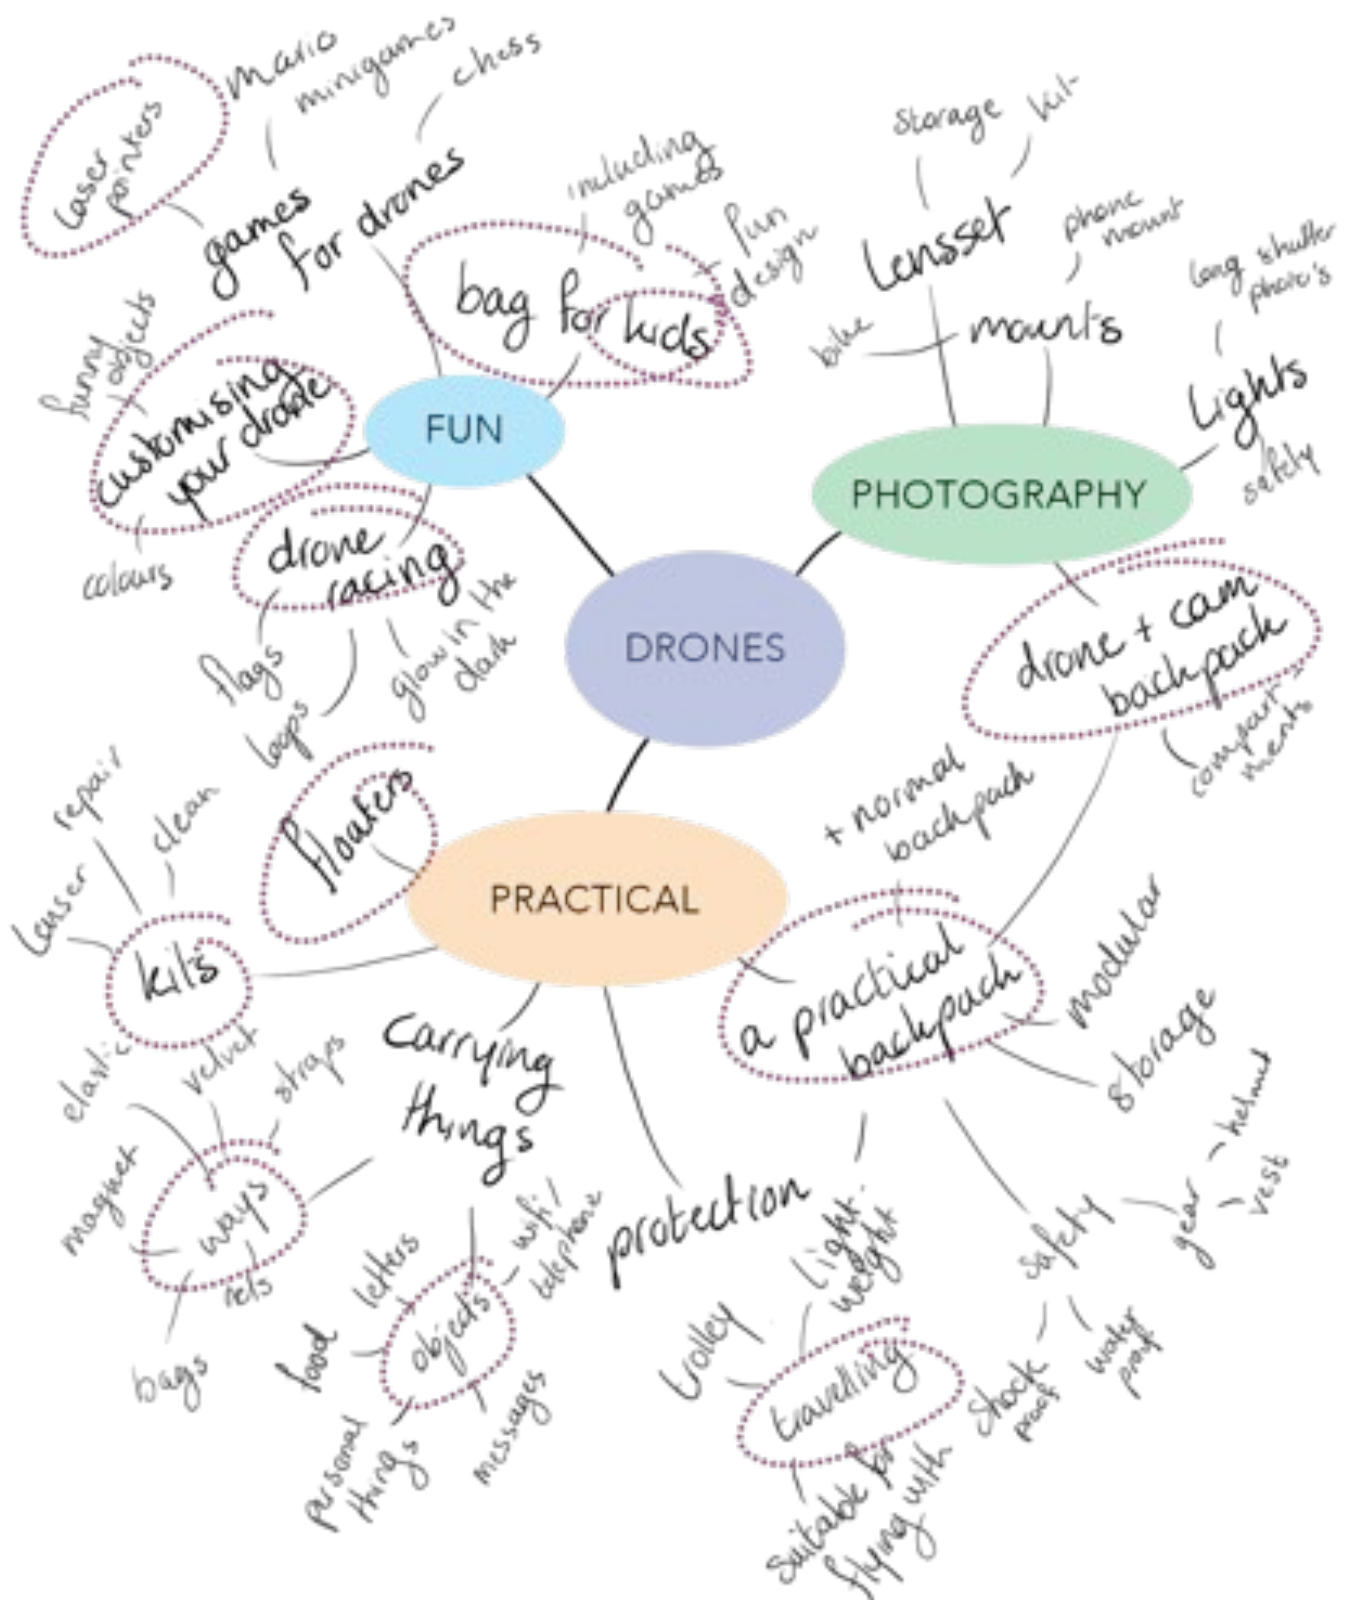 mario
minigames
chess
laser
pointers
games
for drones
including
games
fun
design
bag for kids
storage
kit
Lensset
phone
mount
mounts
bike
long shutter
photo's
Lights
safety
funny
objects
customising
your drone
colours
FUN
PHOTOGRAPHY
drone
racing
flags
loops
glow in the
dark
DRONES
drone + cam
backpack
compart-
ments
repair
clean
floaters
+ normal
backpack
PRACTICAL
kits
a practical
backpack
modular
storage
elastic
velvet
straps
magnet
ways
bags
carrying
things
letters
wifi/
telephone
food
objects
personal
things
messages
protection
light-
weight
trolley
travelling
suitable for
flying with
safety
gear
helmet
vest
shock
proof
water
proof